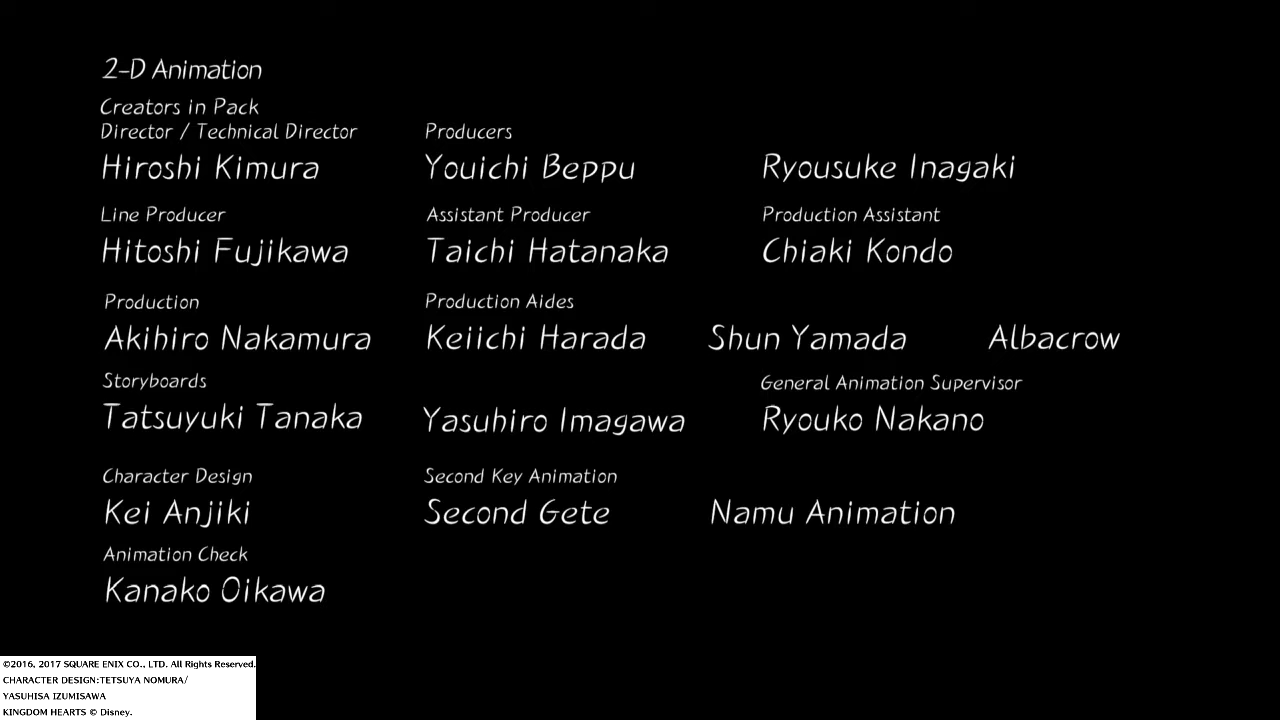 2-D Animation
Creators in Pack
Director / Technical Director Producers
Hiroshi Kimura Youichi Beppu Ryousuke Inagaki
Line Producer Assistant Producer Production Assistant
Hitoshi Fujikawa Taichi Hatanaka Chiaki Kondo
Production Production Aides
Akihiro Nakamura Keiichi Harada Shun Yamada Albacrow
Storyboards General Animation Supervisor
Tatsuyuki Tanaka Yasuhiro Imagawa Ryouko Nakano
Character Design Second Key Animation
Kei Anjiki Second Gete Namu Animation
Animation Check
Kanako Oikawa
©2016, 2017 SQUARE ENIX CO., LTD. All Rights Reserved.
CHARACTER DESIGN:TETSUYA NOMURA/
YASUHISA IZUMISAWA
KINGDOM HEARTS © Disney.